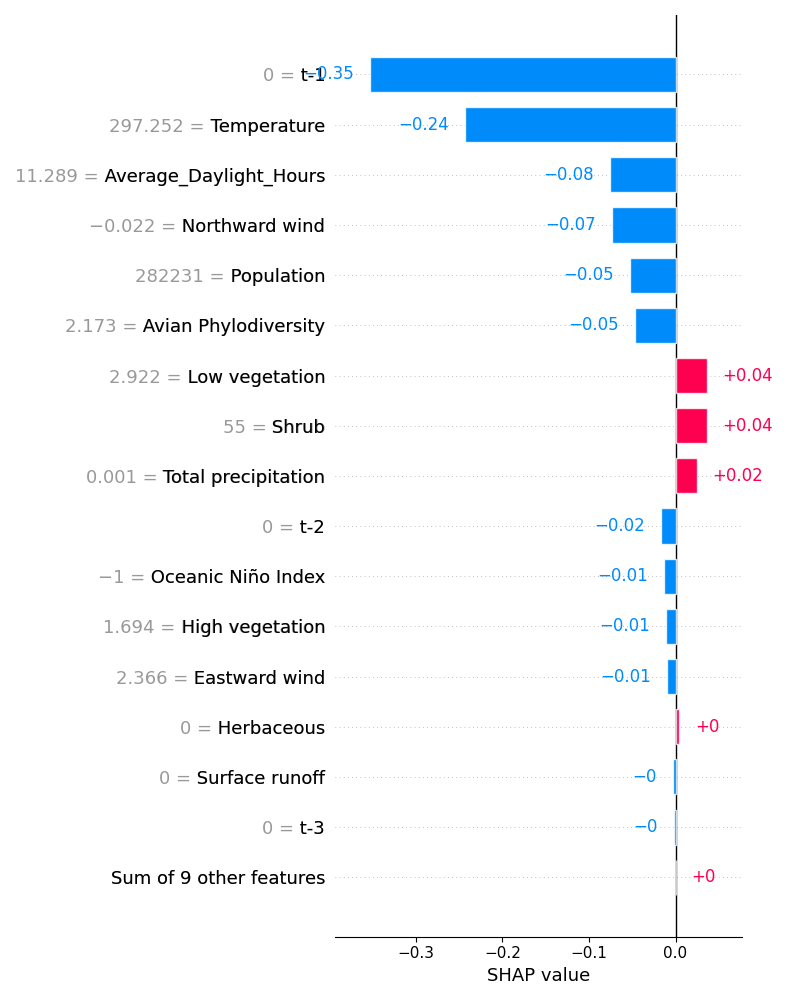 0 = t-1 −0.35
297.252 = Temperature −0.24
11.289 = Average_Daylight_Hours −0.08
−0.022 = Northward wind −0.07
282231 = Population −0.05
2.173 = Avian Phylodiversity −0.05
2.922 = Low vegetation +0.04
55 = Shrub +0.04
0.001 = Total precipitation +0.02
0 = t-2 −0.02
−1 = Oceanic Niño Index −0.01
1.694 = High vegetation −0.01
2.366 = Eastward wind −0.01
0 = Herbaceous +0
0 = Surface runoff −0
0 = t-3 −0
Sum of 9 other features +0
−0.3 −0.2 −0.1 0.0
SHAP value